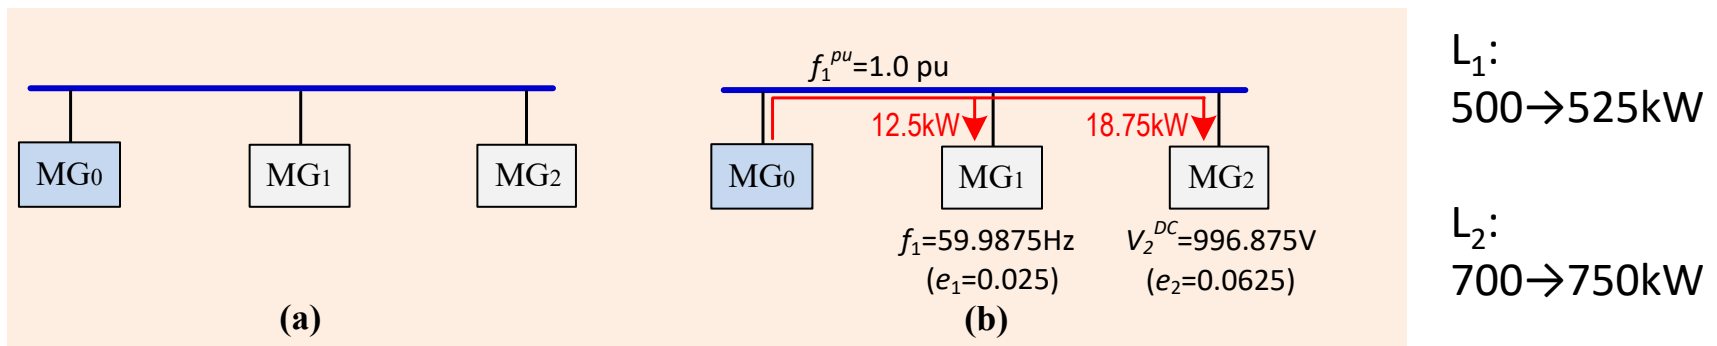 MG0
MG1
MG2
(a)
f₁ᵖᵘ=1.0 pu
12.5kW
18.75kW
MG0
MG1
MG2
f₁=59.9875Hz
(e₁=0.025)
V₂ᴰᶜ=996.875V
(e₂=0.0625)
(b)
L₁:
500→525kW
L₂:
700→750kW